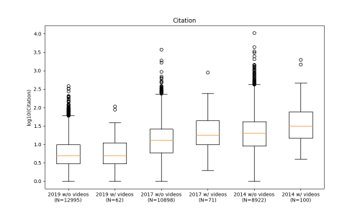 Citation
log10(Citation)
4.0
3.5
3.0
2.5
2.0
1.5
1.0
0.5
0.0
2019 w/o videos 2019 w/ videos 2017 w/o videos 2017 w/ videos 2014 w/o videos 2014 w/ videos
(N=12995) (N=62) (N=10898) (N=71) (N=8922) (N=100)